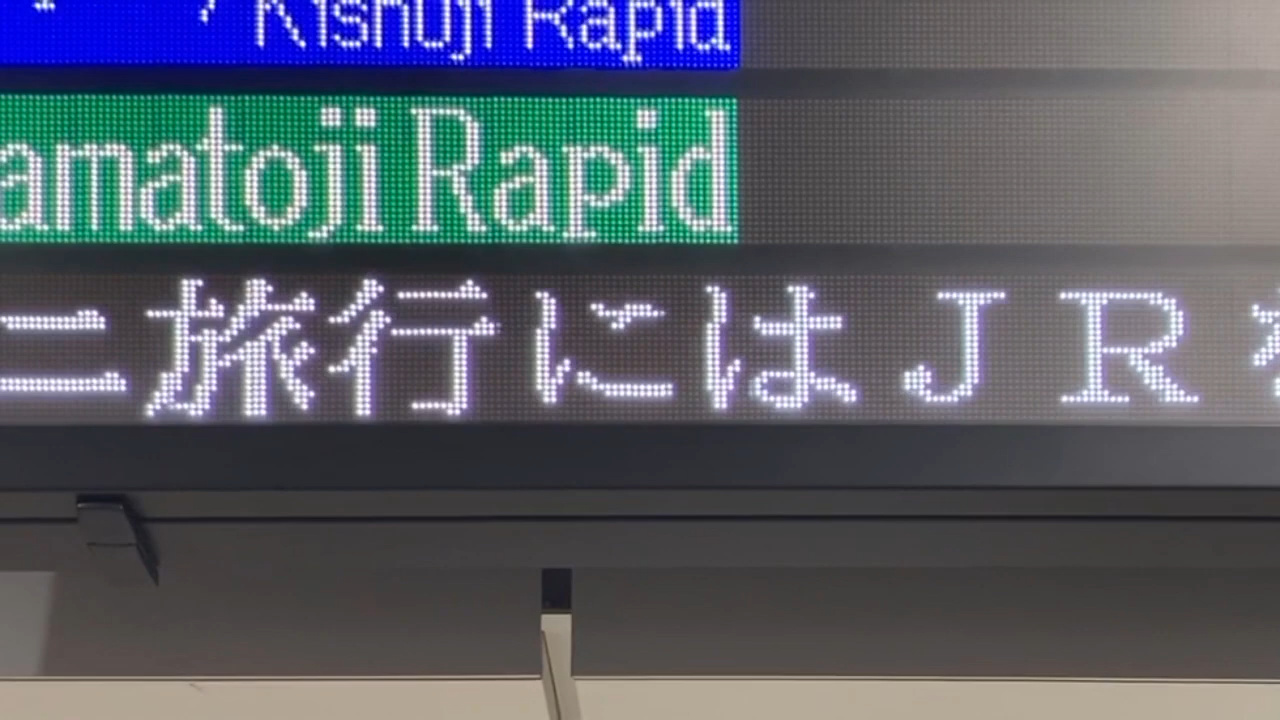 Kishuji Rapid
amatoji Rapid
ニ旅行にはJR